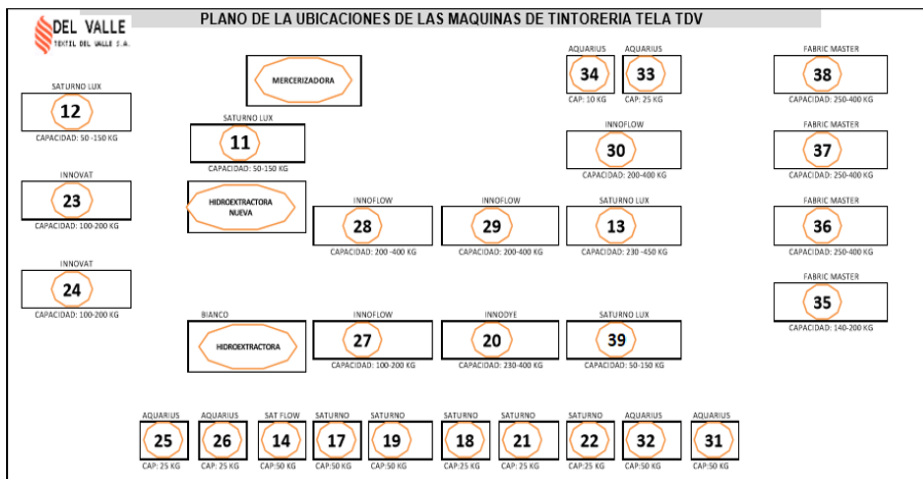 PLANO DE LA UBICACIONES DE LAS MAQUINAS DE TINTORERIA TELA TDV
DEL VALLE
TEXTIL DEL VALLE S.A.
MERCERIZADORA
AQUARIUS
34
CAP: 10 KG
AQUARIUS
33
CAP: 25 KG
FABRIC MASTER
38
CAPACIDAD: 250-400 KG
SATURNO LUX
12
CAPACIDAD: 50 -150 KG
SATURNO LUX
11
CAPACIDAD: 50-150 KG
INNOFLOW
30
CAPACIDAD: 200-400 KG
FABRIC MASTER
37
CAPACIDAD: 250-400 KG
INNOVAT
23
CAPACIDAD: 100-200 KG
HIDROEXTRACTORA
NUEVA
INNOFLOW
28
CAPACIDAD: 200 -400 KG
INNOFLOW
29
CAPACIDAD: 200-400 KG
SATURNO LUX
13
CAPACIDAD: 230 -450 KG
FABRIC MASTER
36
CAPACIDAD: 250-400 KG
INNOVAT
24
CAPACIDAD: 100-200 KG
FABRIC MASTER
35
CAPACIDAD: 140-200 KG
BIANCO
HIDROEXTRACTORA
INNOFLOW
27
CAPACIDAD: 100-200 KG
INNODYE
20
CAPACIDAD: 230-400 KG
SATURNO LUX
39
CAPACIDAD: 50-150 KG
AQUARIUS
25
CAP: 25 KG
AQUARIUS
26
CAP: 25 KG
SAT FLOW
14
CAP:50 KG
SATURNO
17
CAP:50 KG
SATURNO
19
CAP:50 KG
SATURNO
18
CAP:25 KG
SATURNO
21
CAP: 25 KG
SATURNO
22
CAP:25 KG
AQUARIUS
32
CAP:50 KG
AQUARIUS
31
CAP:50 KG